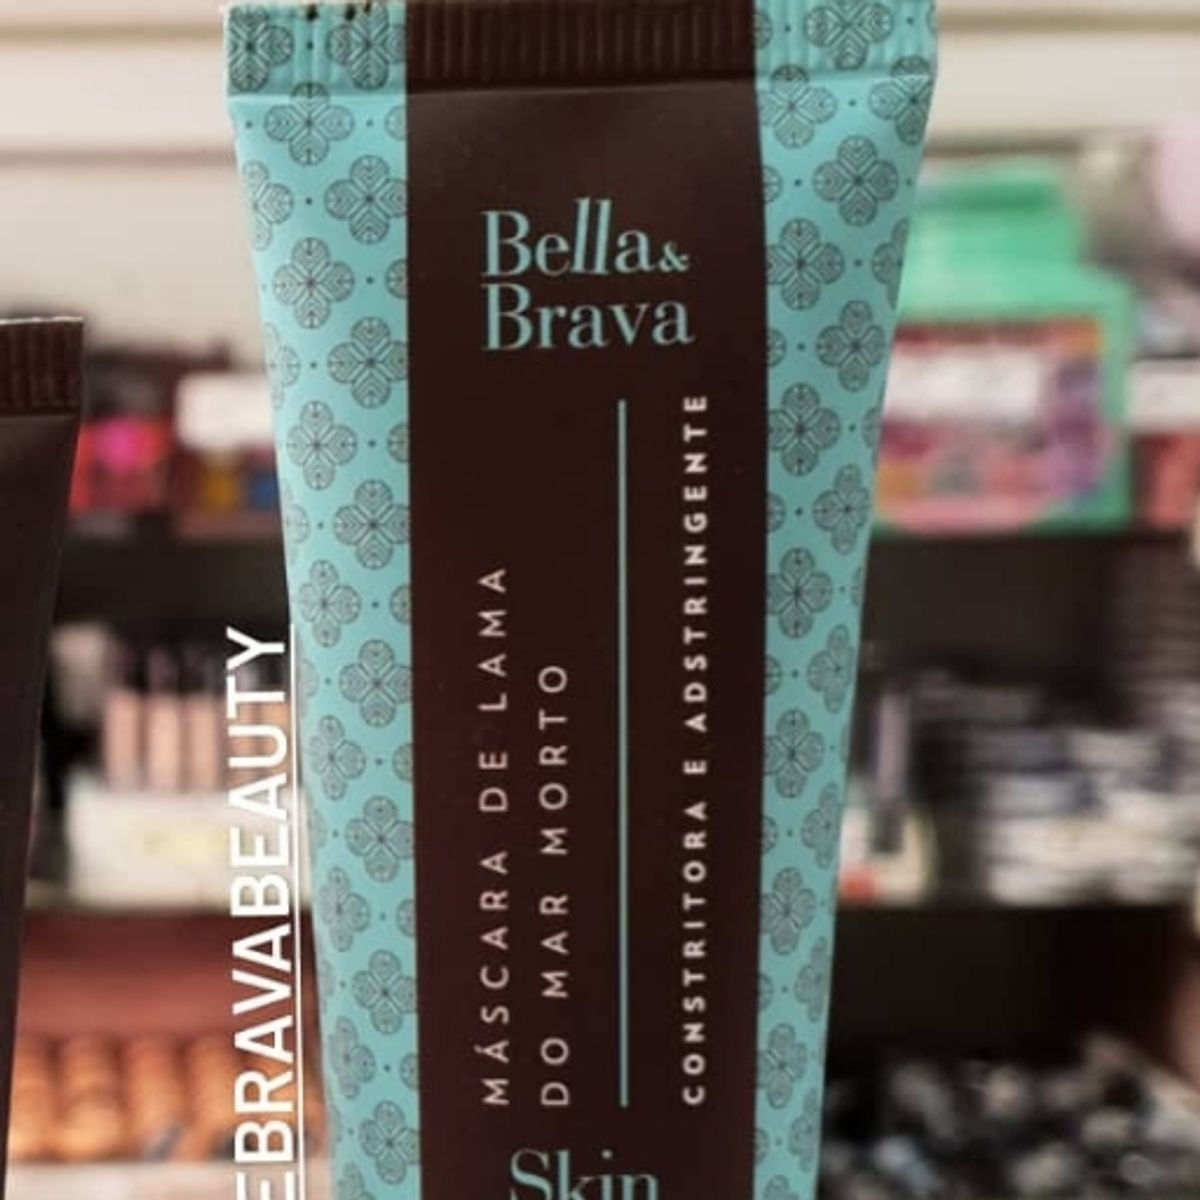 Bella&
Brava
MÁSCARA DE LAMA
DO MAR MORTO
CONSTRITORA E ADSTRINGENTE
Skin
EBRAVABEAUTY